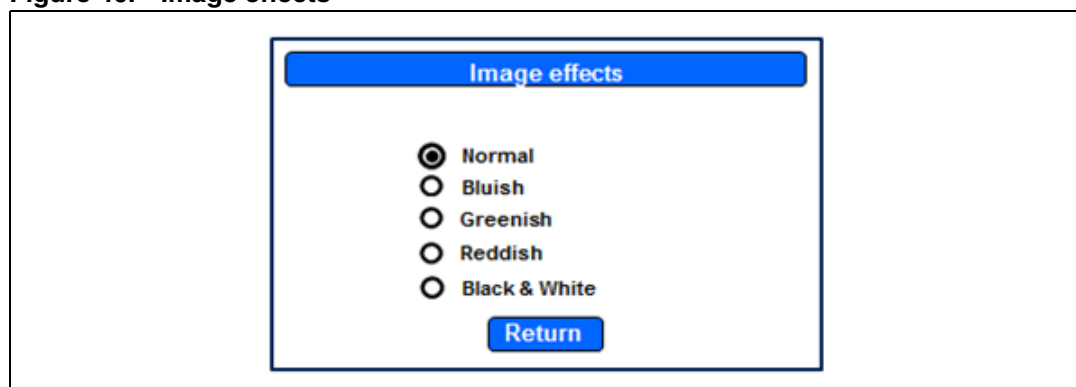 Image effects
Normal
Bluish
Greenish
Reddish
Black & White
Return